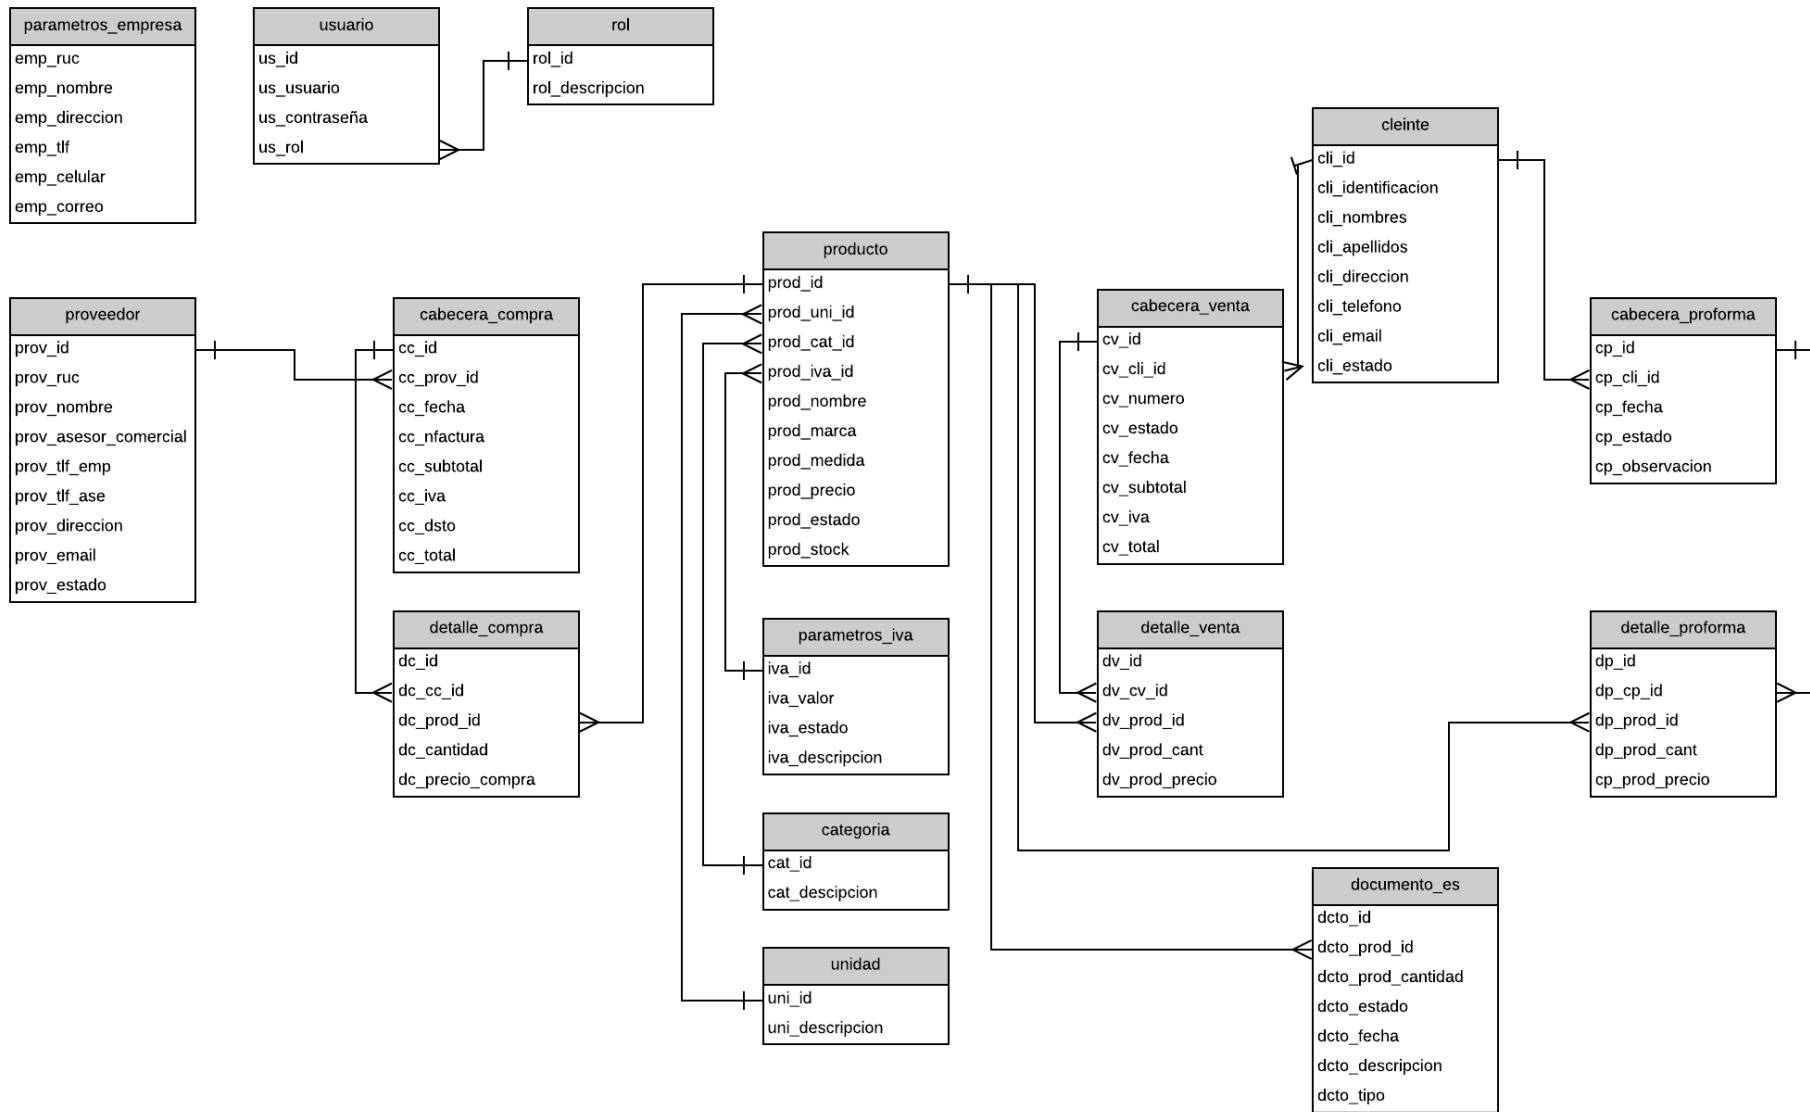 parametros_empresa
emp_ruc
emp_nombre
emp_direccion
emp_tlf
emp_celular
emp_correo
usuario
us_id
us_usuario
us_contraseña
us_rol
rol
rol_id
rol_descripcion
cleinte
cli_id
cli_identificacion
cli_nombres
cli_apellidos
cli_direccion
cli_telefono
cli_email
cli_estado
proveedor
prov_id
prov_ruc
prov_nombre
prov_asesor_comercial
prov_tlf_emp
prov_tlf_ase
prov_direccion
prov_email
prov_estado
cabecera_compra
cc_id
cc_prov_id
cc_fecha
cc_nfactura
cc_subtotal
cc_iva
cc_dsto
cc_total
producto
prod_id
prod_uni_id
prod_cat_id
prod_iva_id
prod_nombre
prod_marca
prod_medida
prod_precio
prod_estado
prod_stock
cabecera_venta
cv_id
cv_cli_id
cv_numero
cv_estado
cv_fecha
cv_subtotal
cv_iva
cv_total
cabecera_proforma
cp_id
cp_cli_id
cp_fecha
cp_estado
cp_observacion
detalle_compra
dc_id
dc_cc_id
dc_prod_id
dc_cantidad
dc_precio_compra
parametros_iva
iva_id
iva_valor
iva_estado
iva_descripcion
detalle_venta
dv_id
dv_cv_id
dv_prod_id
dv_prod_cant
dv_prod_precio
detalle_proforma
dp_id
dp_cp_id
dp_prod_id
dp_prod_cant
cp_prod_precio
categoria
cat_id
cat_descipcion
unidad
uni_id
uni_descripcion
documento_es
dcto_id
dcto_prod_id
dcto_prod_cantidad
dcto_estado
dcto_fecha
dcto_descripcion
dcto_tipo